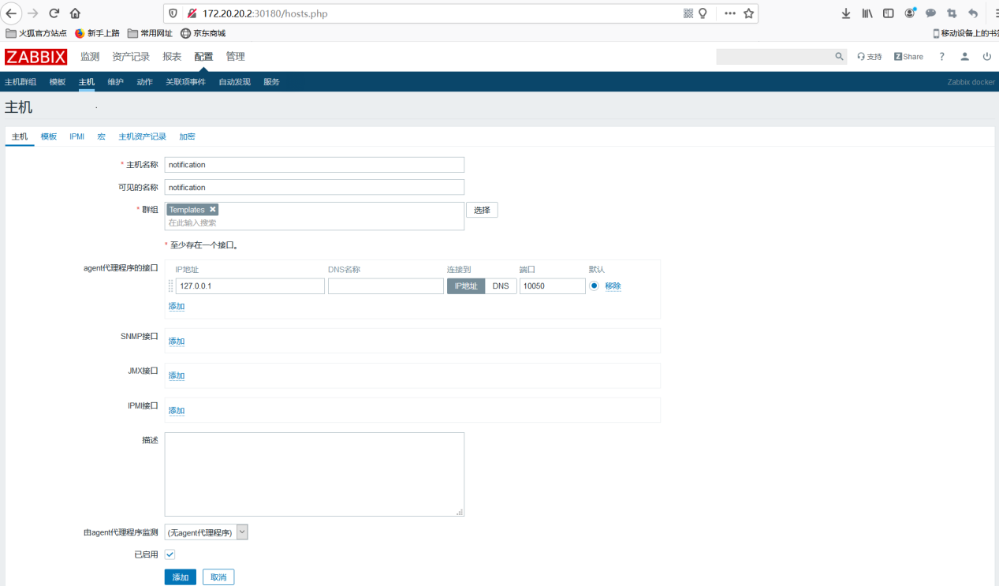 172.20.20.2:30180/hosts.php
火狐官方站点 新手上路 常用网址 京东商城 移动设备上的书签
ZABBIX 监测 资产记录 报表 配置 管理 支持 Z Share ?
主机群组 模板 主机 维护 动作 关联项事件 自动发现 服务 Zabbix docker
主机
主机 模板 IPMI 宏 主机资产记录 加密
* 主机名称 notification
可见的名称 notification
* 群组 Templates 选择
在此输入搜索
* 至少存在一个接口。
agent代理程序的接口 IP地址 DNS名称 连接到 端口 默认
127.0.0.1 IP地址 DNS 10050 移除
添加
SNMP接口 添加
JMX接口 添加
IPMI接口 添加
描述
由agent代理程序监测 (无agent代理程序)
已启用
添加 取消